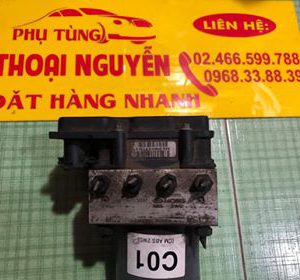 PHỤ TÙNG
LIÊN HỆ:
THOẠI NGUYỄN
02.466.599.788
0968.33.88.39
ĐẶT HÀNG NHANH
C01